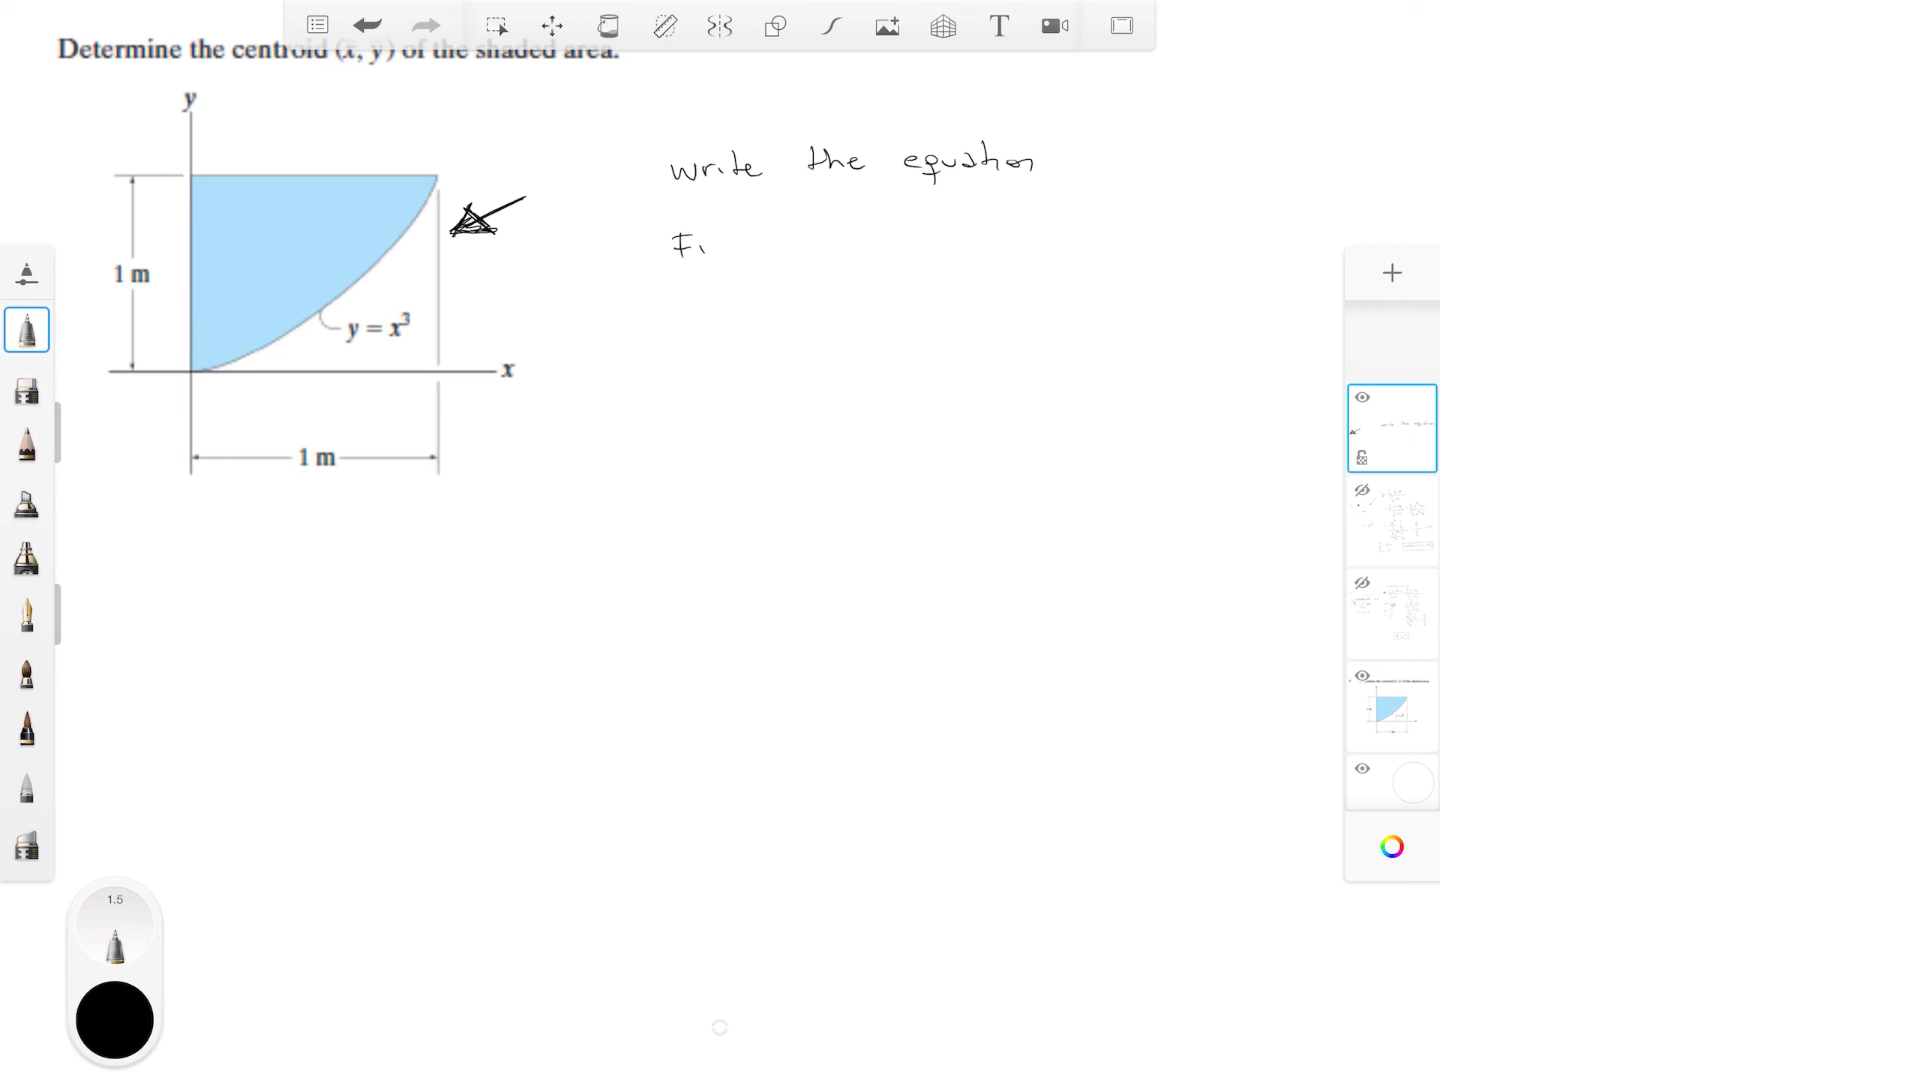 Determine the centroid (x, y) of the shaded area.
y
write the equation
1 m
y = x³
x
1 m
T
1.5